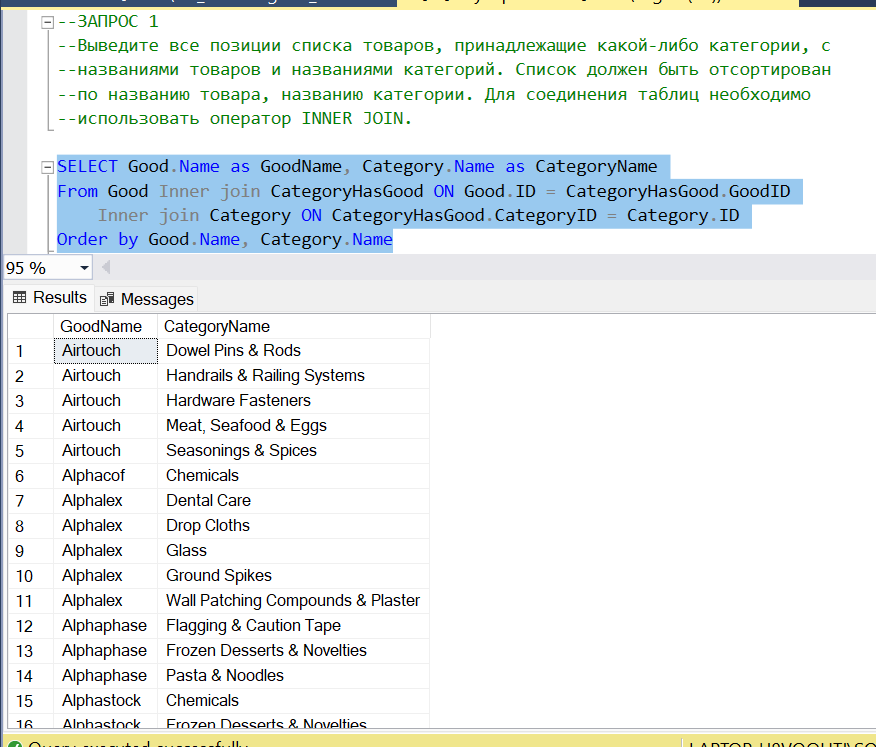 --ЗАПРОС 1
--Выведите все позиции списка товаров, принадлежащие какой-либо категории, с
--названиями товаров и названиями категорий. Список должен быть отсортирован
--по названию товара, названию категории. Для соединения таблиц необходимо
--использовать оператор INNER JOIN.
SELECT Good.Name as GoodName, Category.Name as CategoryName
From Good Inner join CategoryHasGood ON Good.ID = CategoryHasGood.GoodID
Inner join Category ON CategoryHasGood.CategoryID = Category.ID
Order by Good.Name, Category.Name
95 %
Results Messages
GoodName CategoryName
1 Airtouch Dowel Pins & Rods
2 Airtouch Handrails & Railing Systems
3 Airtouch Hardware Fasteners
4 Airtouch Meat, Seafood & Eggs
5 Airtouch Seasonings & Spices
6 Alphacof Chemicals
7 Alphalex Dental Care
8 Alphalex Drop Cloths
9 Alphalex Glass
10 Alphalex Ground Spikes
11 Alphalex Wall Patching Compounds & Plaster
12 Alphaphase Flagging & Caution Tape
13 Alphaphase Frozen Desserts & Novelties
14 Alphaphase Pasta & Noodles
15 Alphastock Chemicals
16 Alphastock Frozen Desserts & Novelties
Query executed successfully